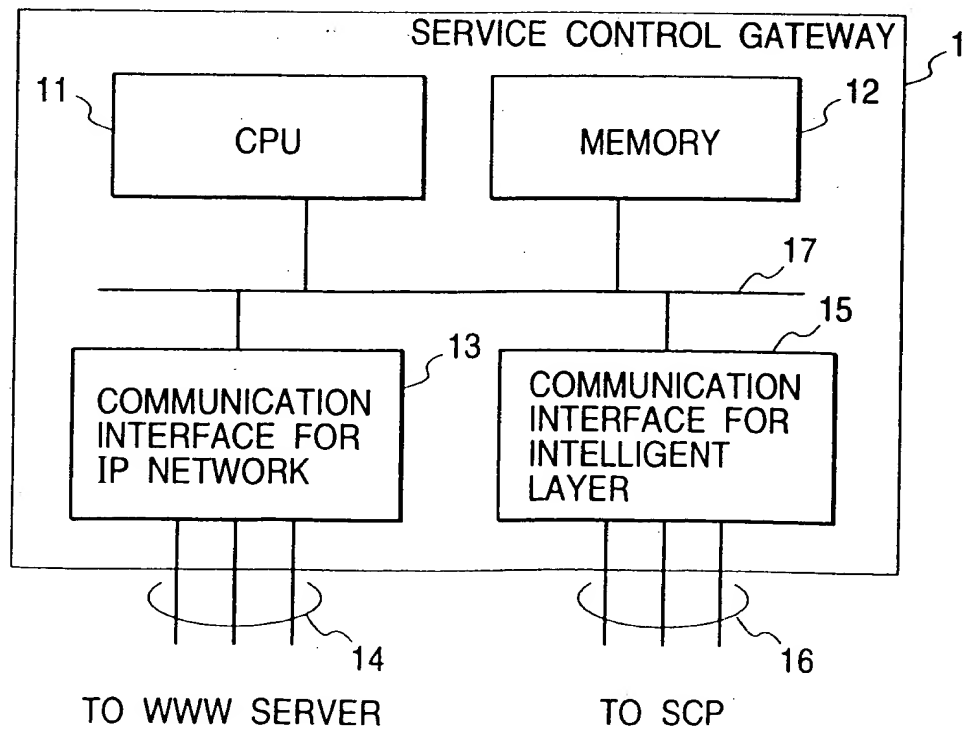 SERVICE CONTROL GATEWAY
1
11
CPU
12
MEMORY
17
13
COMMUNICATION
INTERFACE FOR
IP NETWORK
15
COMMUNICATION
INTERFACE FOR
INTELLIGENT
LAYER
14
16
TO WWW SERVER
TO SCP